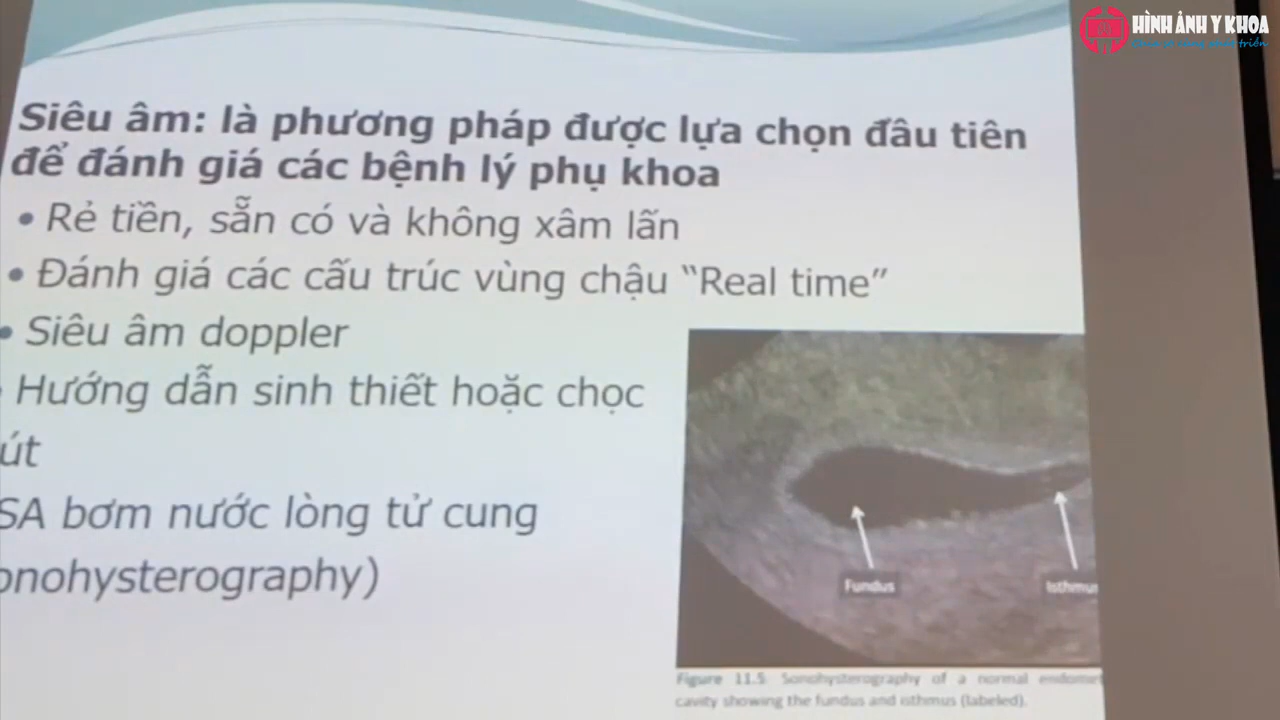 HÌNH ẢNH Y KHOA
Siêu âm: là phương pháp được lựa chọn đâu tiên
để đánh giá các bệnh lý phụ khoa
• Rẻ tiền, sẵn có và không xâm lấn
• Đánh giá các cấu trúc vùng chậu “Real time”
• Siêu âm doppler
Hướng dẫn sinh thiết hoặc chọc
út
SA bơm nước lòng tử cung
onohysterography)
Fundus
Isthmus
Figure 11.5 Sonohysterography of a normal endomet
cavity showing the fundus and isthmus (labeled).